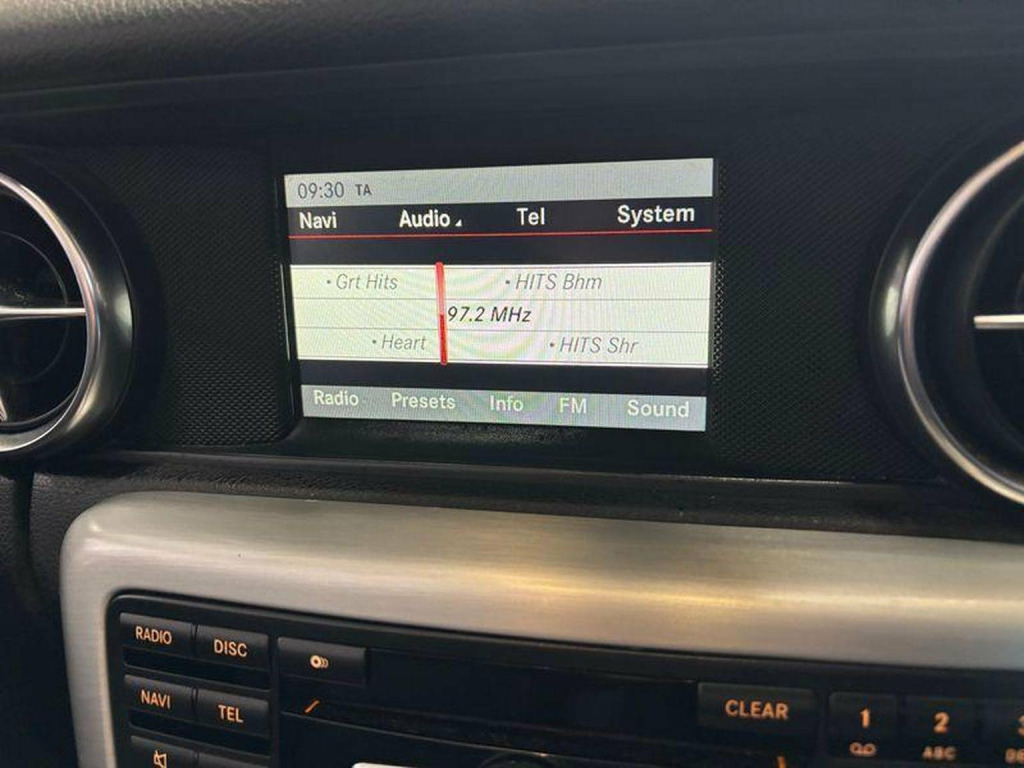 09:30 TA
Navi Audio Tel System
• Grt Hits • HITS Bhm
97.2 MHz
• Heart • HITS Shr
Radio Presets Info FM Sound
RADIO DISC
NAVI TEL
CLEAR 1 2 3
ABC